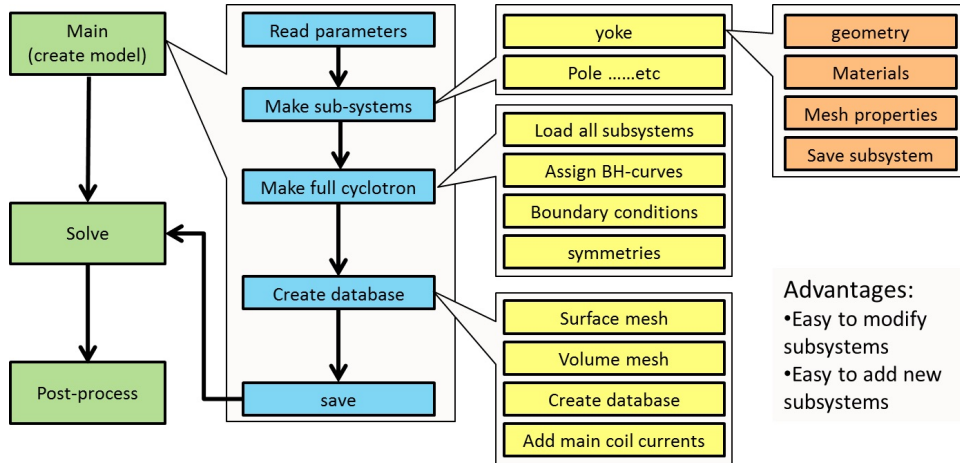 Main
(create model)
Solve
Post-process
Read parameters
Make sub-systems
Make full cyclotron
Create database
save
yoke
Pole ......etc
Load all subsystems
Assign BH-curves
Boundary conditions
symmetries
Surface mesh
Volume mesh
Create database
Add main coil currents
geometry
Materials
Mesh properties
Save subsystem
Advantages:
•Easy to modify
subsystems
•Easy to add new
subsystems